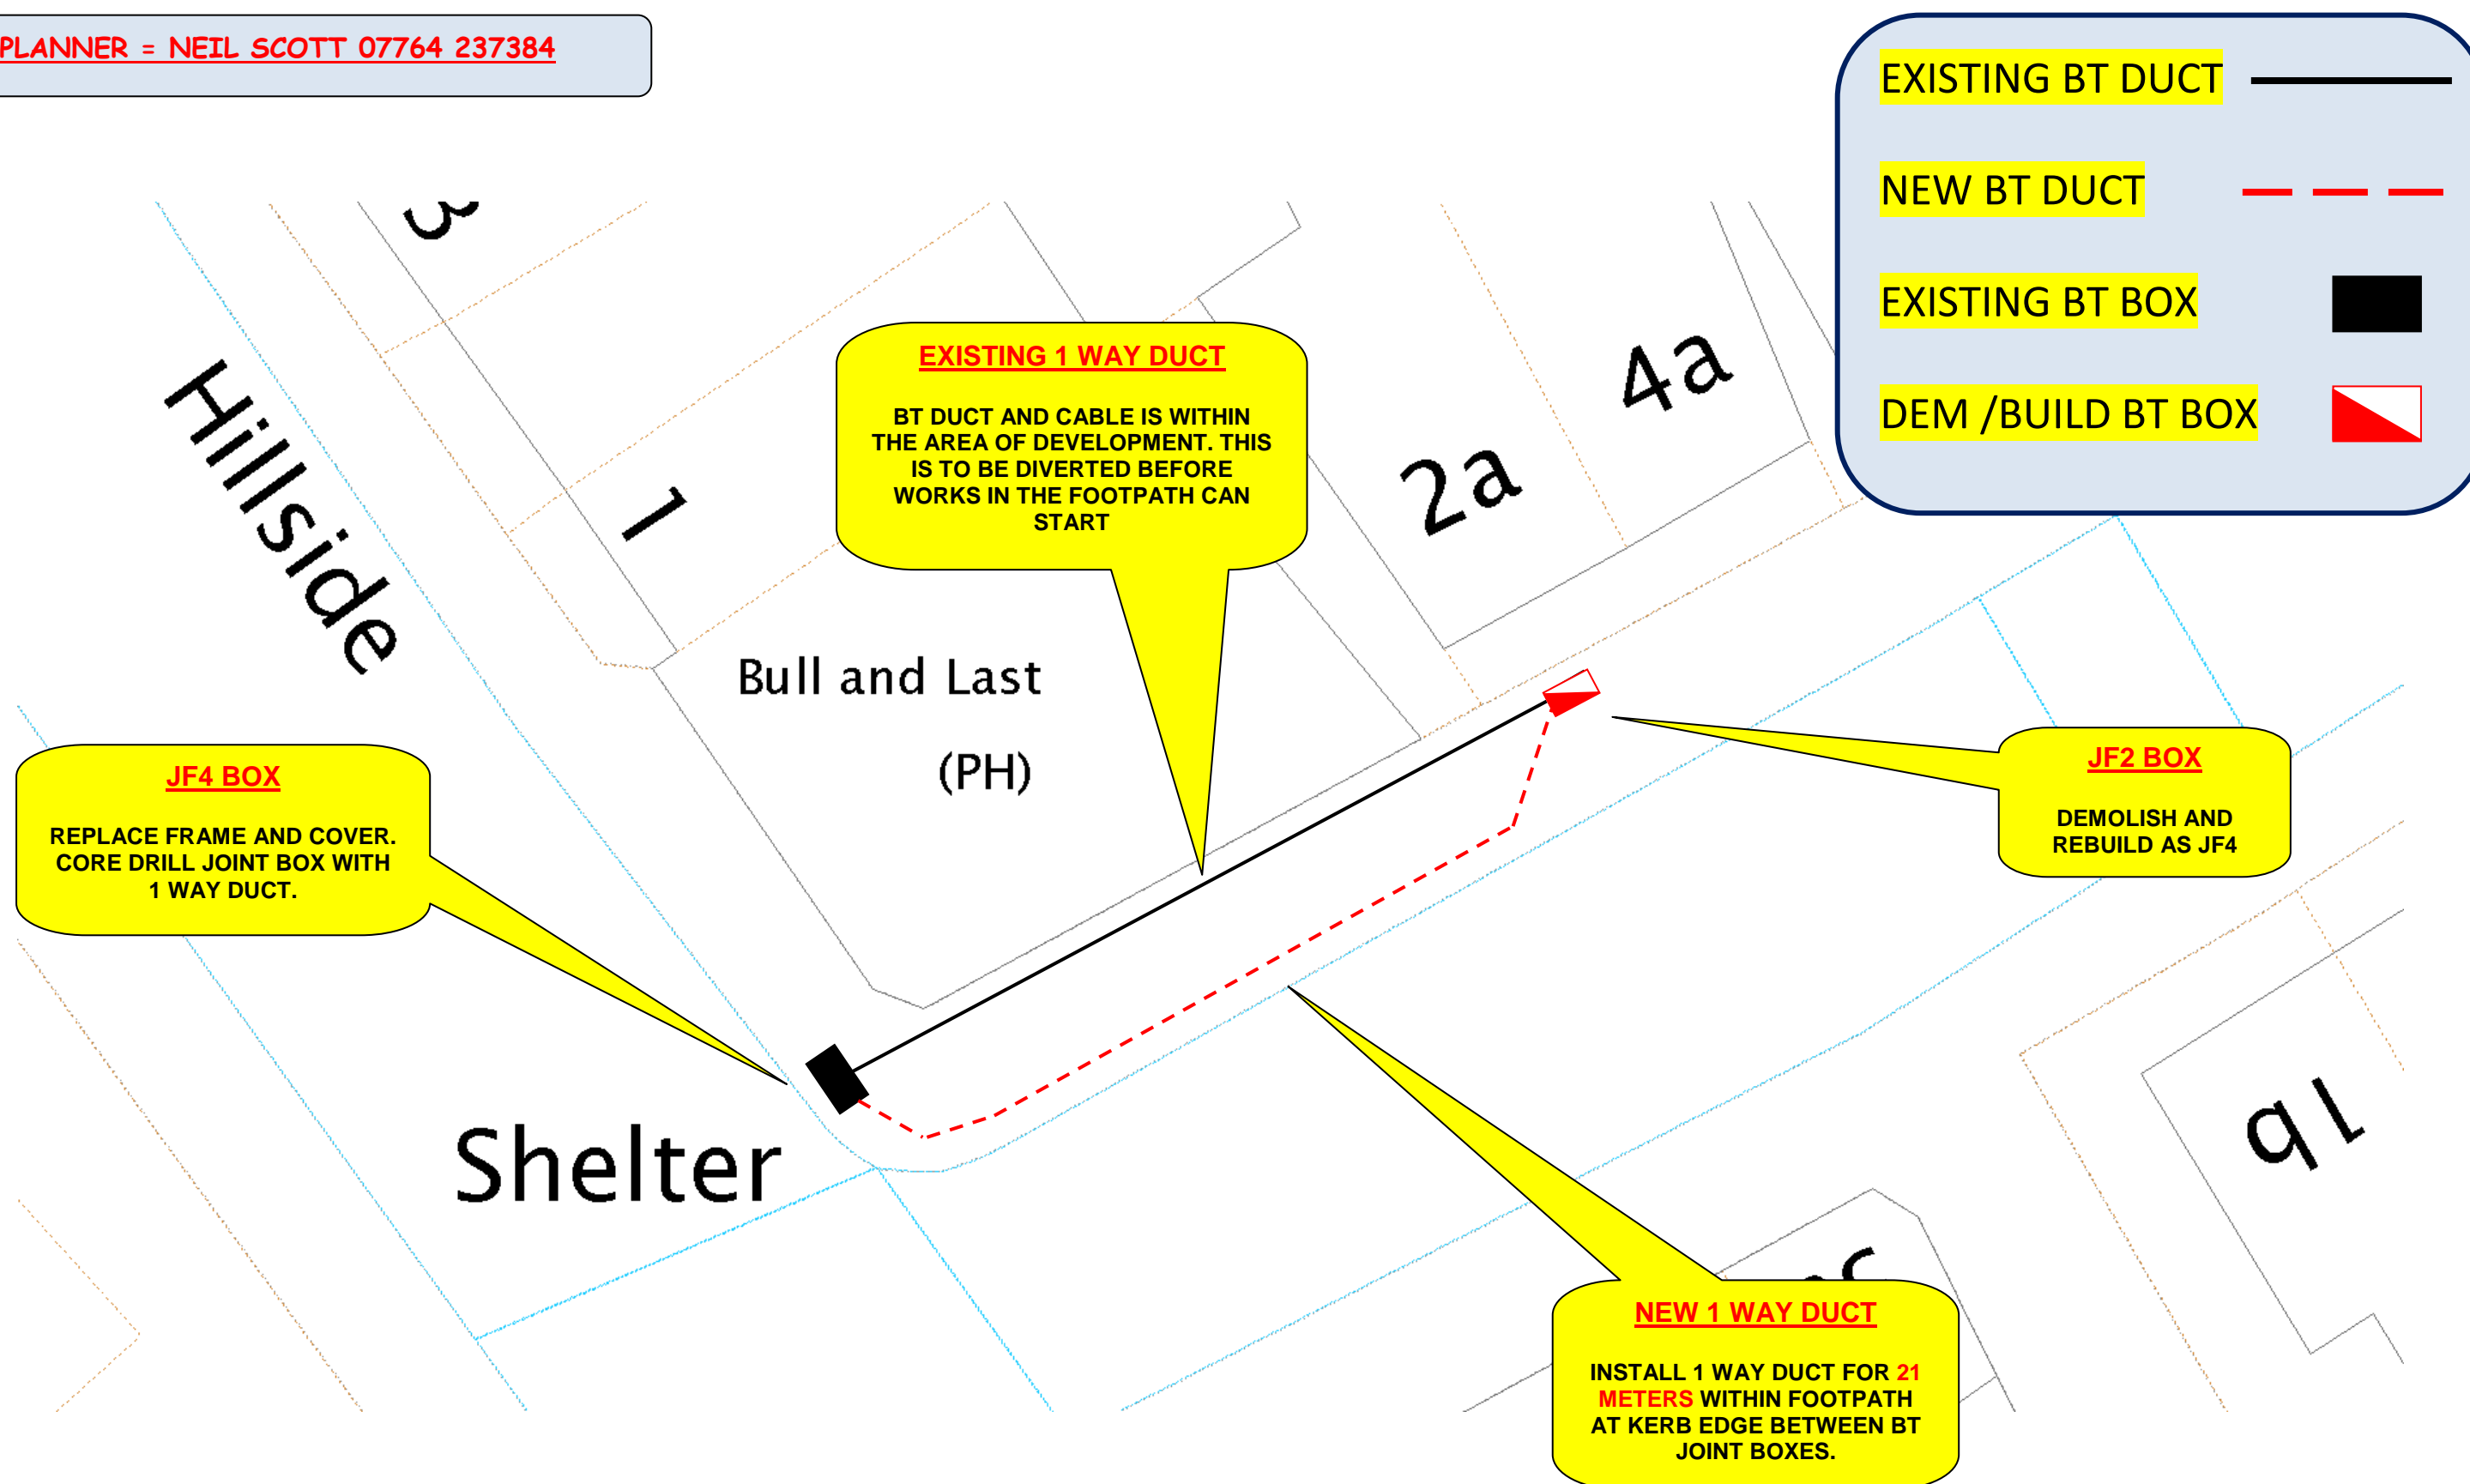 PLANNER = NEIL SCOTT 07764 237384
EXISTING BT DUCT
NEW BT DUCT
EXISTING BT BOX
DEM /BUILD BT BOX
3
Hillside
1
EXISTING 1 WAY DUCT
BT DUCT AND CABLE IS WITHIN
THE AREA OF DEVELOPMENT. THIS
IS TO BE DIVERTED BEFORE
WORKS IN THE FOOTPATH CAN
START
4a
2a
Bull and Last
(PH)
JF4 BOX
REPLACE FRAME AND COVER.
CORE DRILL JOINT BOX WITH
1 WAY DUCT.
JF2 BOX
DEMOLISH AND
REBUILD AS JF4
Shelter
1b
NEW 1 WAY DUCT
INSTALL 1 WAY DUCT FOR 21
METERS WITHIN FOOTPATH
AT KERB EDGE BETWEEN BT
JOINT BOXES.